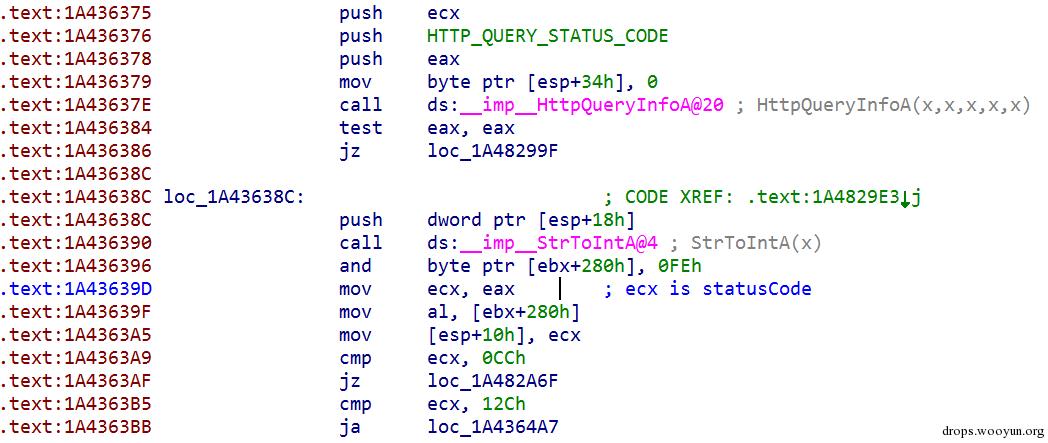 .text:1A436375 push ecx
.text:1A436376 push HTTP_QUERY_STATUS_CODE
.text:1A436378 push eax
.text:1A436379 mov byte ptr [esp+34h], 0
.text:1A43637E call ds:__imp__HttpQueryInfoA@20 ; HttpQueryInfoA(x,x,x,x,x)
.text:1A436384 test eax, eax
.text:1A436386 jz loc_1A48299F
.text:1A43638C
.text:1A43638C loc_1A43638C: ; CODE XREF: .text:1A4829E3↓j
.text:1A43638C push dword ptr [esp+18h]
.text:1A436390 call ds:__imp__StrToIntA@4 ; StrToIntA(x)
.text:1A436396 and byte ptr [ebx+280h], 0FEh
.text:1A43639D mov ecx, eax ; ecx is statusCode
.text:1A43639F mov al, [ebx+280h]
.text:1A4363A5 mov [esp+10h], ecx
.text:1A4363A9 cmp ecx, 0CCh
.text:1A4363AF jz loc_1A482A6F
.text:1A4363B5 cmp ecx, 12Ch
.text:1A4363BB ja loc_1A4364A7
drops.wooyun.org